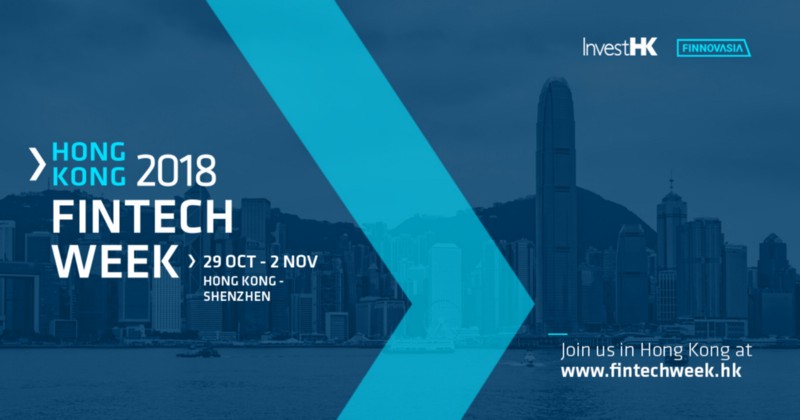 InvestHK
FINNOVASIA
HONG
KONG 2018
FINTECH
WEEK
29 OCT - 2 NOV
HONG KONG -
SHENZHEN
Join us in Hong Kong at
www.fintechweek.hk